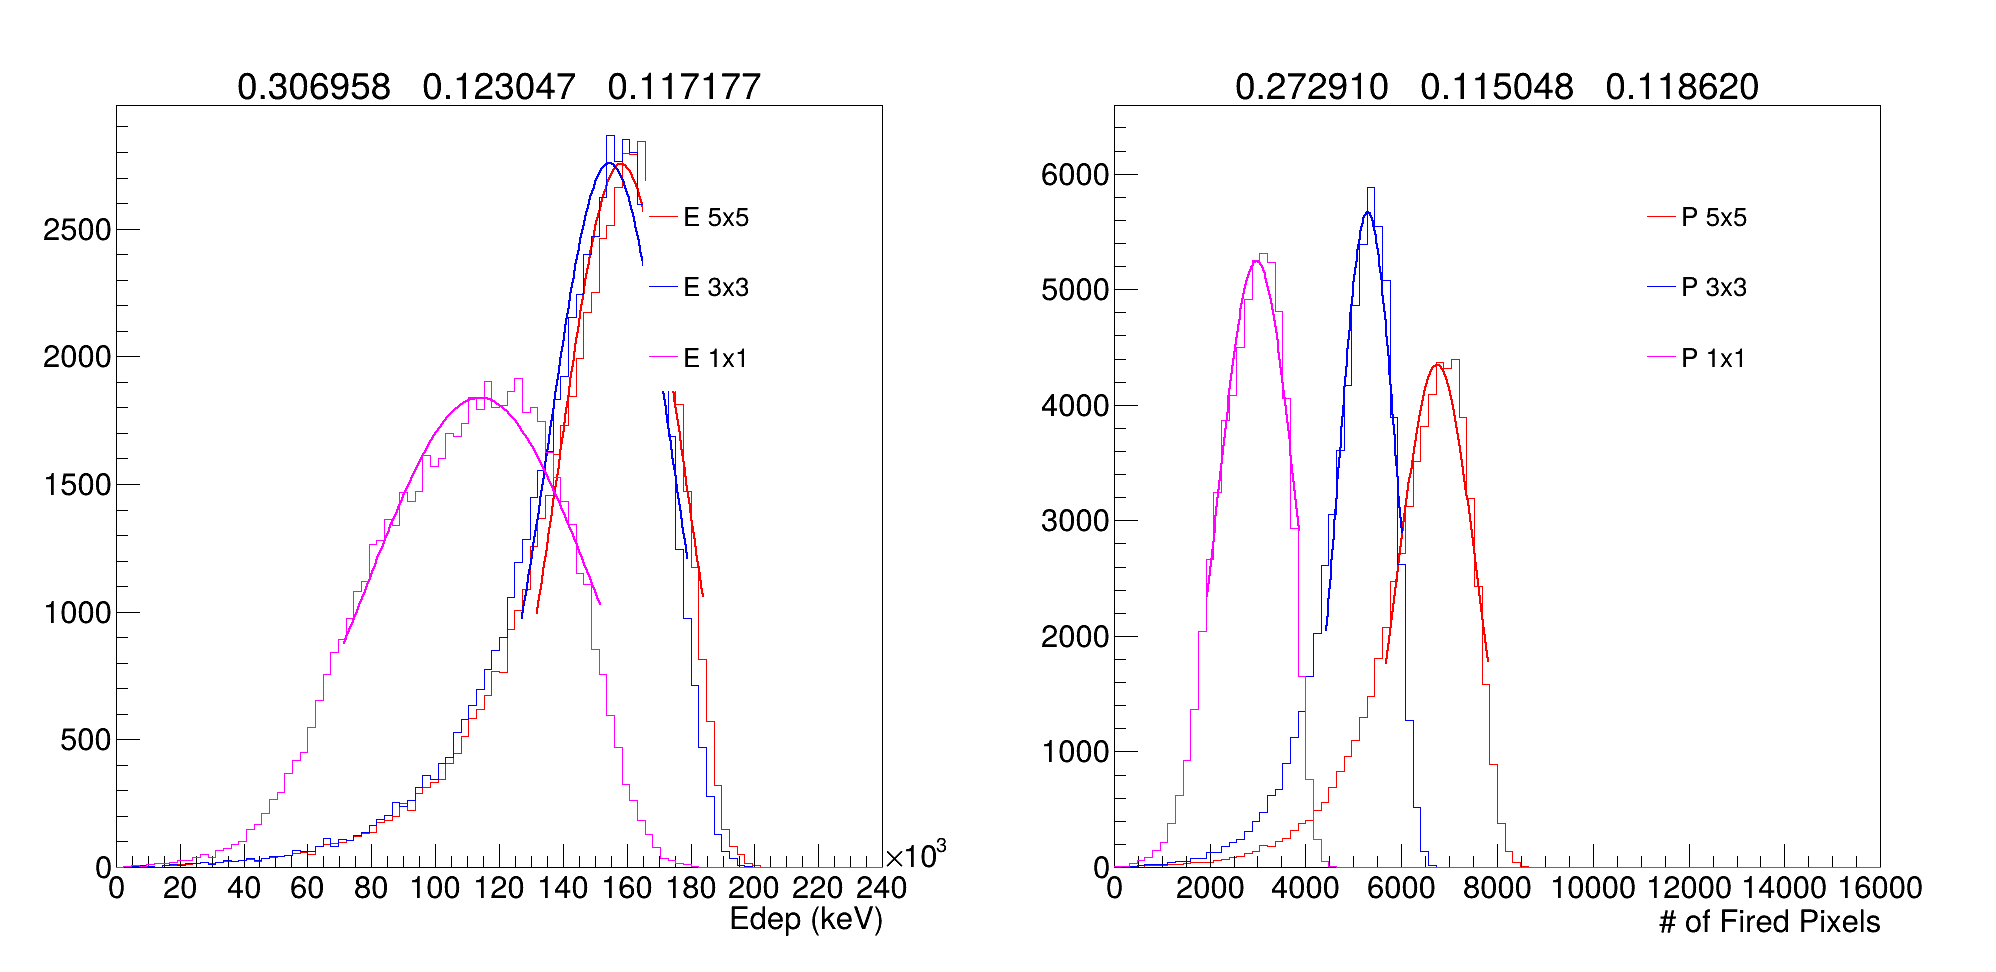 0.306958 0.123047 0.117177
2500
2000
1500
1000
500
0
E 5x5
E 3x3
E 1x1
0 20 40 60 80 100 120 140 160 180 200 220 240
×10³
Edep (keV)
0.272910 0.115048 0.118620
6000
5000
4000
3000
2000
1000
0
P 5x5
P 3x3
P 1x1
0 2000 4000 6000 8000 10000 12000 14000 16000
# of Fired Pixels